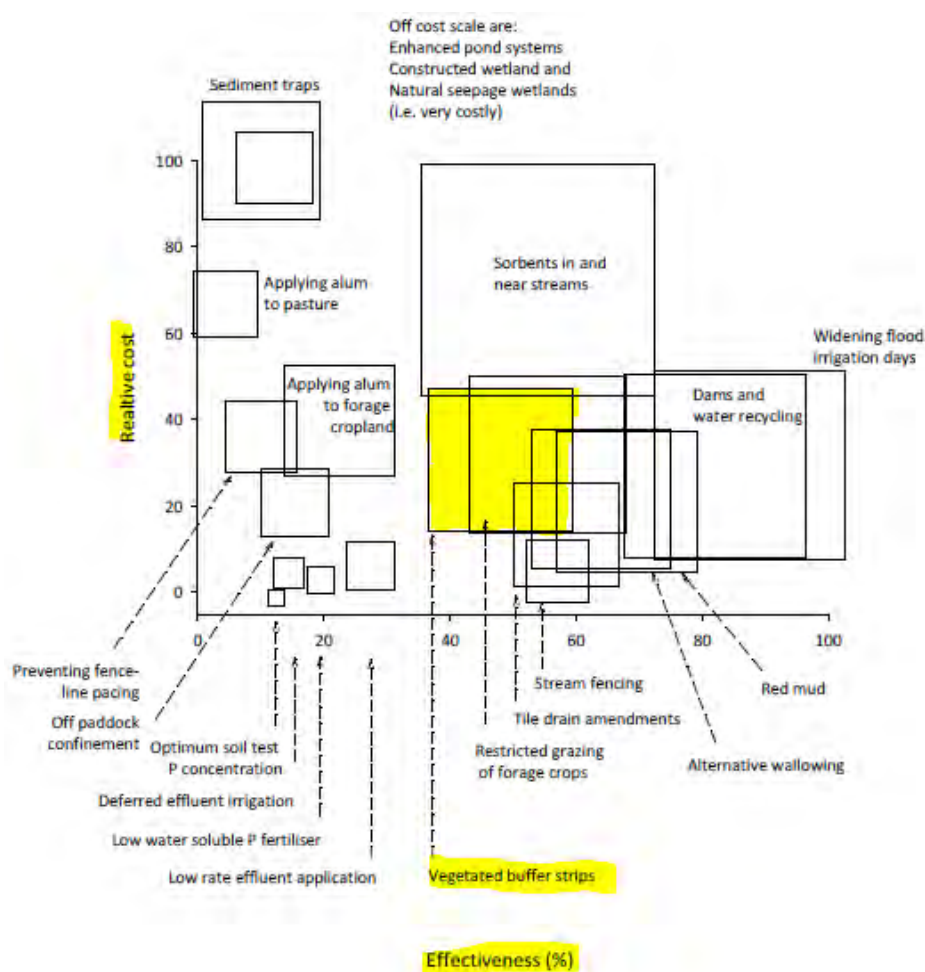 Off cost scale are:
Enhanced pond systems
Constructed wetland and
Natural seepage wetlands
(i.e. very costly)
Sediment traps
100
80
60
40
20
0
Realtive cost
Applying alum
to pasture
Sorbents in and
near streams
Widening flood
irrigation days
Applying alum
to forage
cropland
Dams and
water recycling
0
20
40
60
80
100
Preventing fence-
line pacing
Off paddock
confinement
Optimum soil test
P concentration
Deferred effluent irrigation
Low water soluble P fertiliser
Low rate effluent application
Stream fencing
Tile drain amendments
Restricted grazing
of forage crops
Red mud
Alternative wallowing
Vegetated buffer strips
Effectiveness (%)